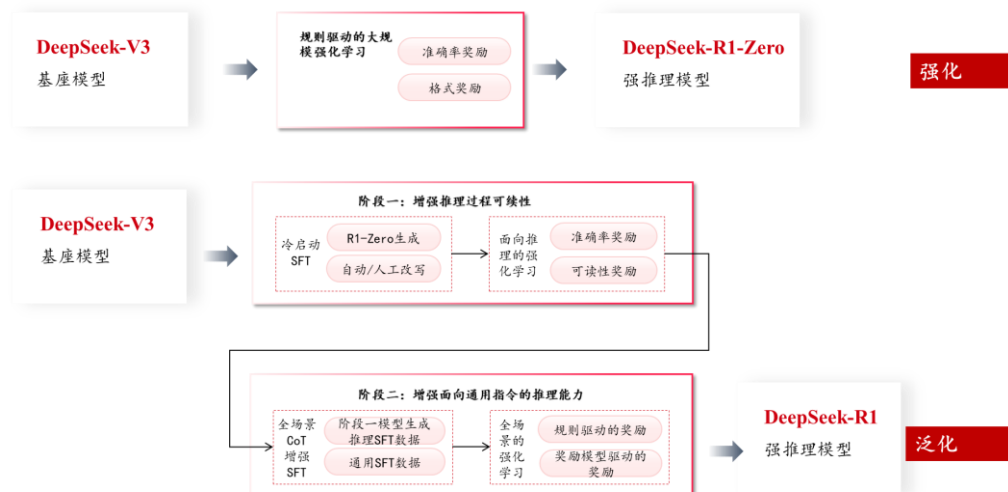 DeepSeek-V3
基座模型
规则驱动的大规
模强化学习
准确率奖励
格式奖励
DeepSeek-R1-Zero
强推理模型
强化
DeepSeek-V3
基座模型
阶段一：增强推理过程可续性
冷启动
SFT
R1-Zero生成
自动/人工改写
面向推
理的强
化学习
准确率奖励
可读性奖励
阶段二：增强面向通用指令的推理能力
全场景
CoT
增强
SFT
阶段一模型生成
推理SFT数据
通用SFT数据
全场
景的
强化
学习
规则驱动的奖励
奖励模型驱动的
奖励
DeepSeek-R1
强推理模型
泛化